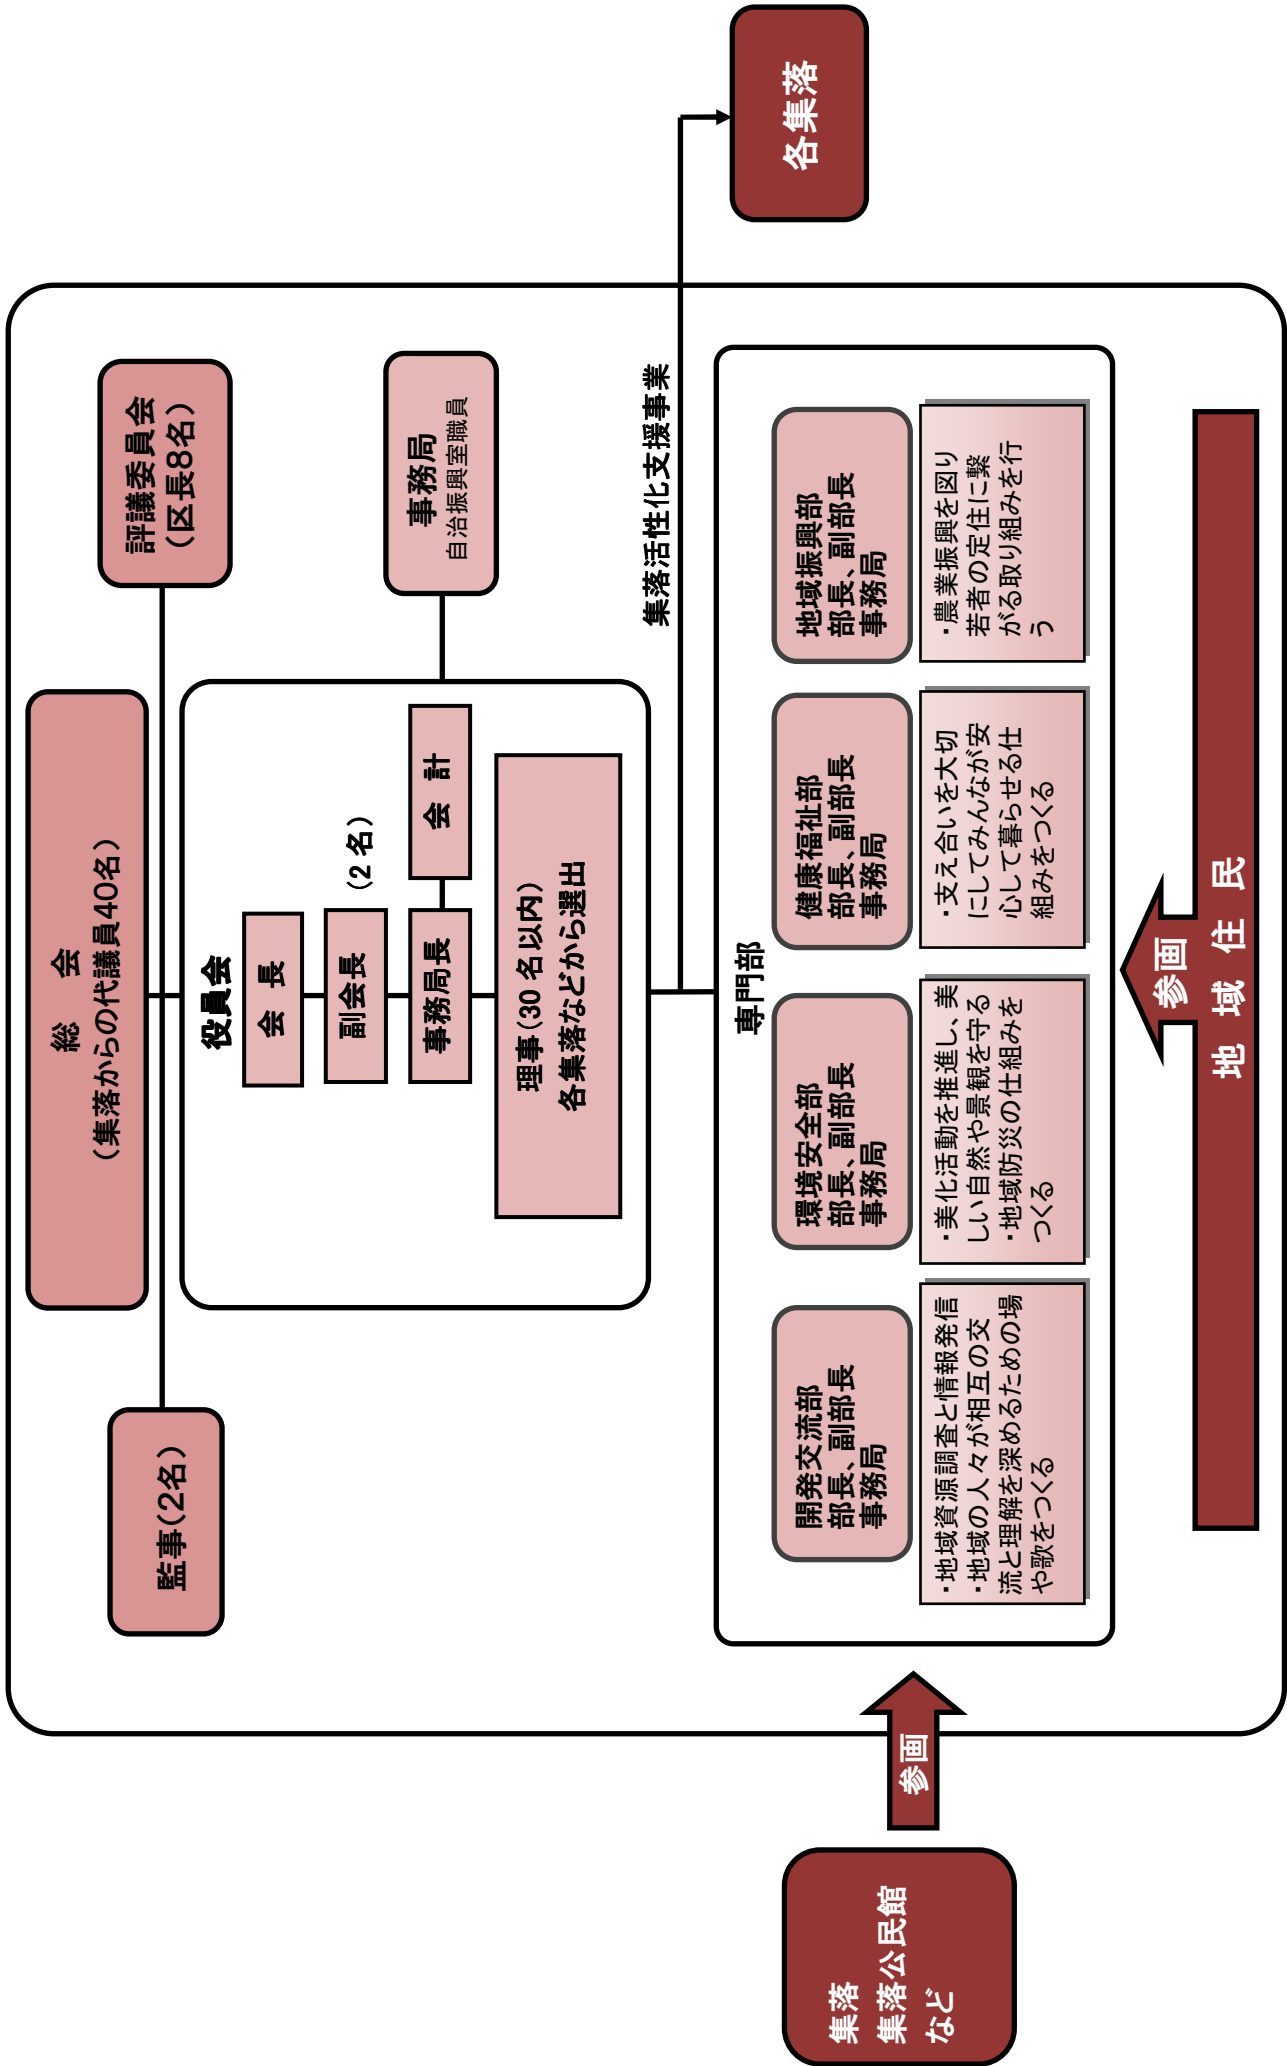 総　会
（集落からの代議員40名）
監事（2名）
評議委員会
（区長8名）
役員会
会　長
副会長
（2 名）
事務局長
会　計
理事（30 名以内）
各集落などから選出
事務局
自治振興室職員
集落活性化支援事業
各集落
専門部
開発交流部
部長、副部長
事務局
・地域資源調査と情報発信
・地域の人々が相互の交
流と理解を深めるための場
や歌をつくる
環境安全部
部長、副部長
事務局
・美化活動を推進し、美
しい自然や景観を守る
・地域防災の仕組みを
つくる
健康福祉部
部長、副部長
事務局
・支え合いを大切
にしてみんなが安
心して暮らせる仕
組みをつくる
地域振興部
部長、副部長
事務局
・農業振興を図り
若者の定住に繋
がる取り組みを行
う
集落
集落公民館
など
参画
参画
地　域　住　民